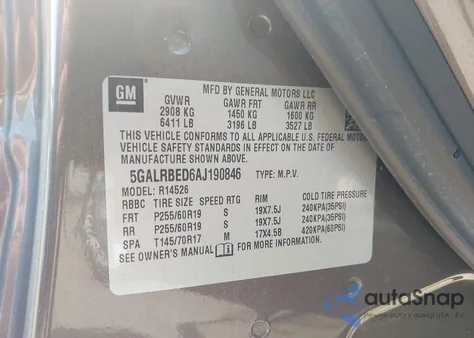 GM
MFD BY GENERAL MOTORS LLC
GVWR GAWR FRT GAWR RR
2908 KG 1450 KG 1600 KG
6411 LB 3196 LB 3527 LB
THIS VEHICLE CONFORMS TO ALL APPLICABLE U.S. FEDERAL MOTOR
VEHICLE SAFETY STANDARDS IN EFFECT ON THE DATE OF
MANUFACTURE SHOWN ABOVE.
5GALRBED6AJ190846 TYPE: M.P.V.
MODEL: R14526
RBBC TIRE SIZE SPEED RTG RIM COLD TIRE PRESSURE
FRT P255/60R19 S 19X7.5J 240KPA(35PSI)
RR P255/60R19 S 19X7.5J 240KPA(35PSI)
SPA T145/70R17 M 17X4.5B 420KPA(60PSI)
SEE OWNER'S MANUAL FOR ADDITIONAL INFORMATION.
autoSnap